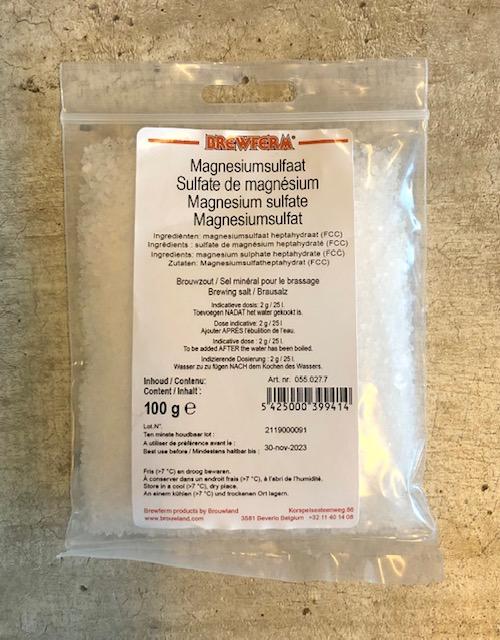 BREWFERM®
Magnesiumsulfaat
Sulfate de magnésium
Magnesium sulfate
Magnesiumsulfat
Ingrediënten: magnesiumsulfaat heptahydraat (FCC)
Ingrédients : sulfate de magnésium heptahydraté (FCC)
Ingredients: magnesium sulphate heptahydrate (FCC)
Zutaten: Magnesiumsulfatheptahydrat (FCC)
Brouwzout / Sel minéral pour le brassage
Brewing salt / Brausalz
Indicatieve dosis: 2 g / 25 l.
Toevoegen NADAT het water gekookt is.
Dose indicative: 2 g / 25 l.
Ajouter APRÈS l'ébulition de l'eau.
Indicative dose : 2 g / 25 l.
To be added AFTER the water has been boiled.
Indizierende Dosierung : 2 g / 25 l.
Wasser zu zu fügen NACH dem Kochen des Wassers.
Inhoud / Contenu:
Content / Inhalt :
Art. nr. 055.027.7
100 g ℮
5 425000 399414
Lot.N°.
2119000091
Ten minste houdbaar tot :
A utiliser de préférence avant le :
Best use before / Mindestens haltbar bis :
30-nov-2023
Fris (>7 °C) en droog bewaren.
À conserver dans un endroit frais (>7 °C), à l'abri de l'humidité.
Store in a cool (>7 °C), dry place.
An einem kühlen (>7 °C) und trockenen Ort lagern.
Brewferm products by Brouwland
Korspelsesteenweg 86
www.brouwland.com
3581 Beverlo Belgium +32 11 40 14 08